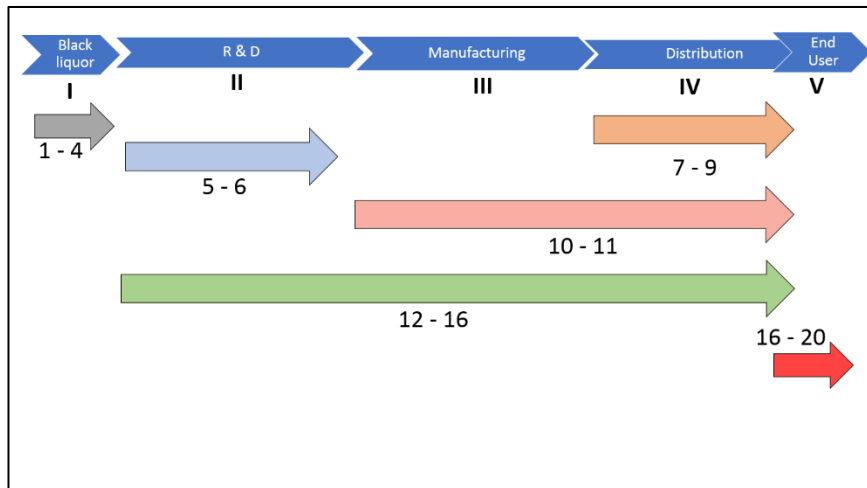 Black
liquor
R & D
Manufacturing
Distribution
End
User
I
II
III
IV
V
1 - 4
5 - 6
7 - 9
10 - 11
12 - 16
16 - 20